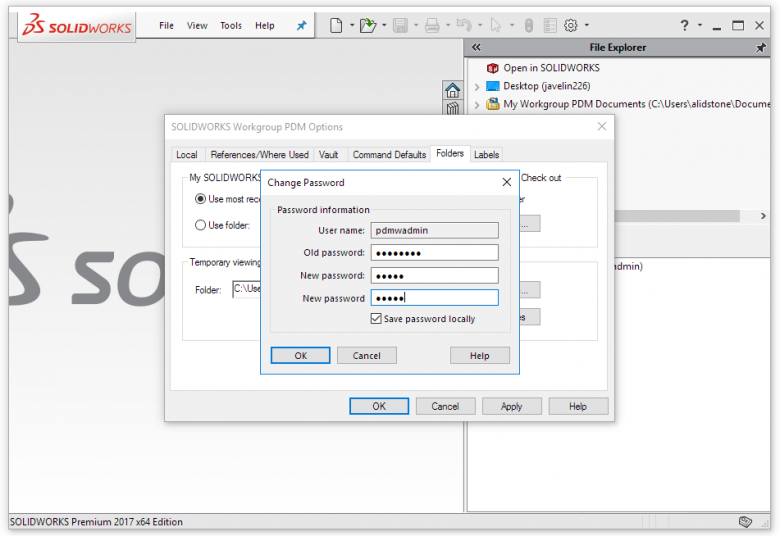 SOLIDWORKS File View Tools Help ?
File Explorer
Open in SOLIDWORKS
Desktop (javelin226)
My Workgroup PDM Documents (C:\Users\alidstone\Docume
SOLIDWORKS Workgroup PDM Options
Local References/Where Used Vault Command Defaults Folders Labels
My SOLIDWORKS Check out
Use most rece er
Use folder: ...
Temporary viewing
Folder: C:\Use ...
es
dmin)
Change Password
Password information
User name: pdmwadmin
Old password: ●●●●●●●●
New password: ●●●●●
New password ●●●●●
Save password locally
OK Cancel Help
OK Cancel Apply Help
SO
SOLIDWORKS Premium 2017 x64 Edition